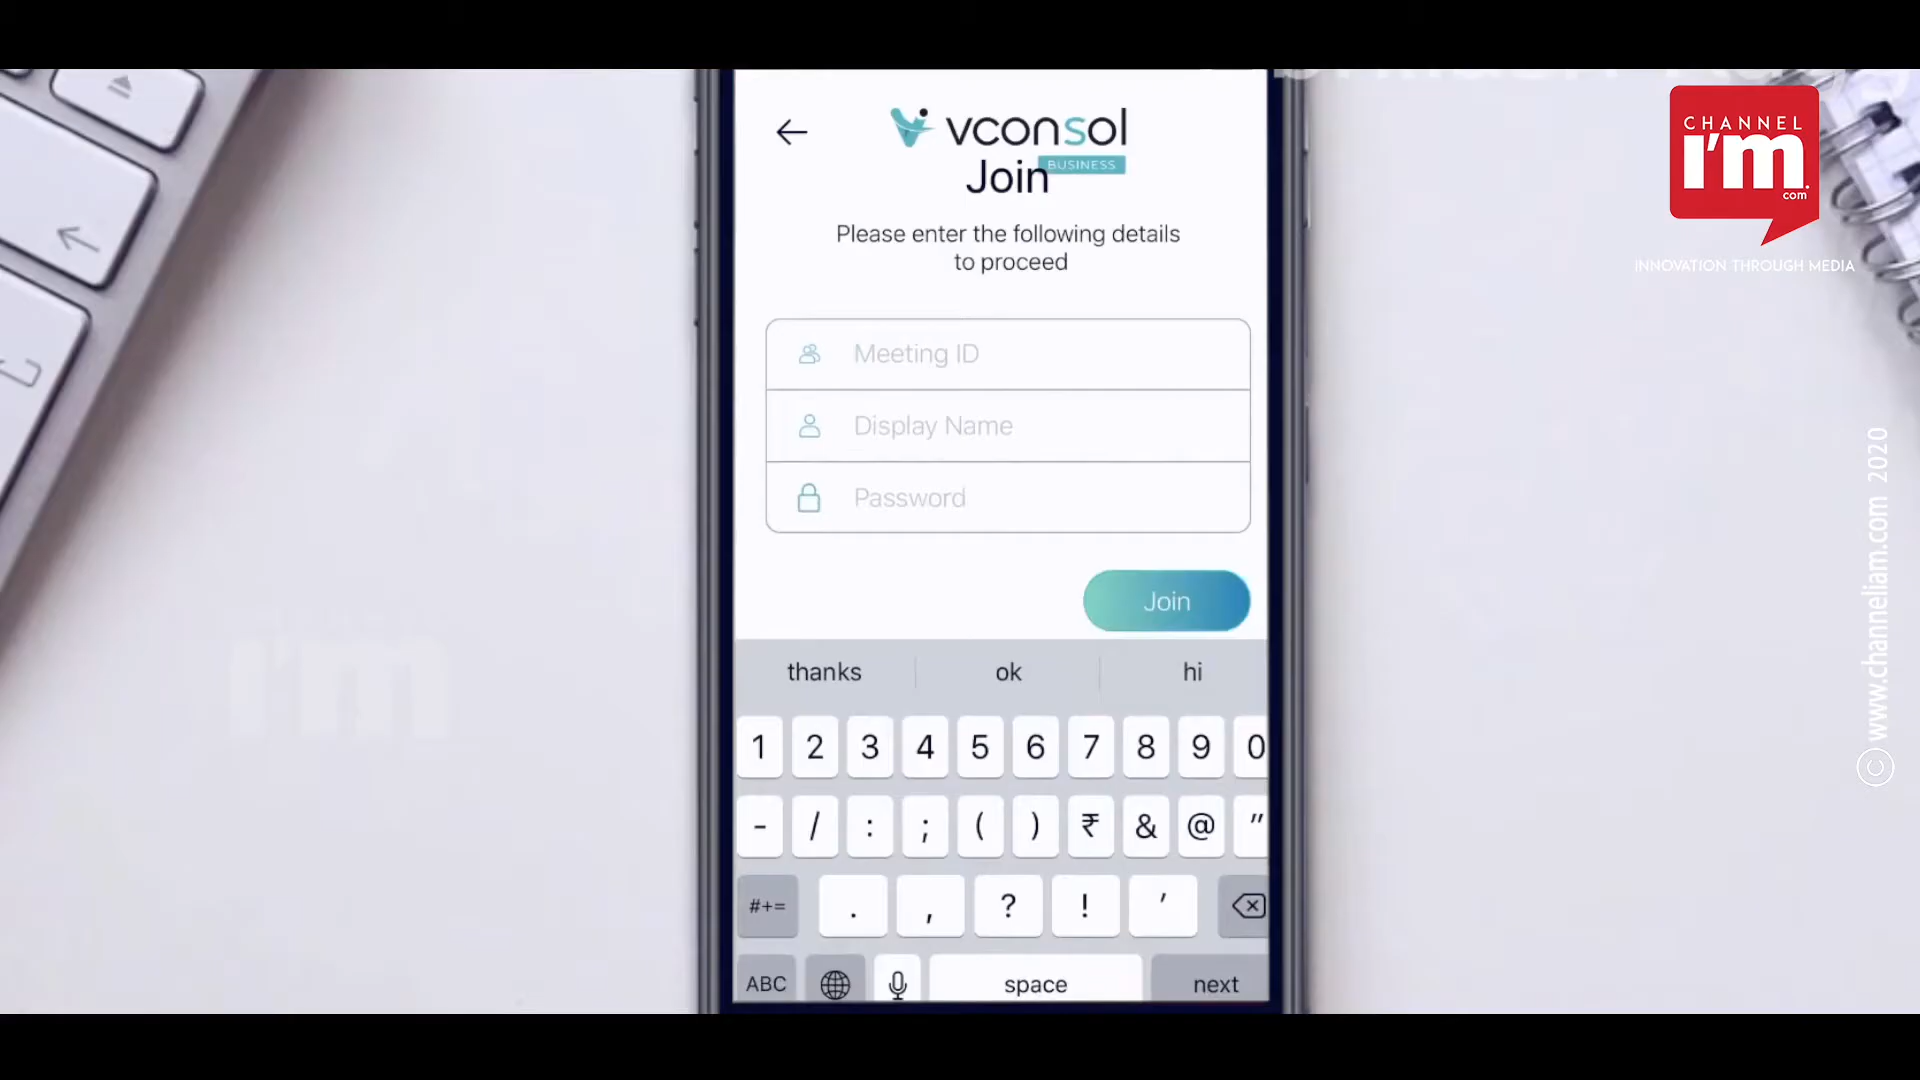 vconsol
BUSINESS
Join
Please enter the following details
to proceed
Meeting ID
Display Name
Password
Join
thanks ok hi
1 2 3 4 5 6 7 8 9 0
- / : ; ( ) ₹ & @ "
#+= . , ? ! '
ABC space next
CHANNEL
I'm
.com
INNOVATION THROUGH MEDIA
© www.channeliam.com 2020
I'm